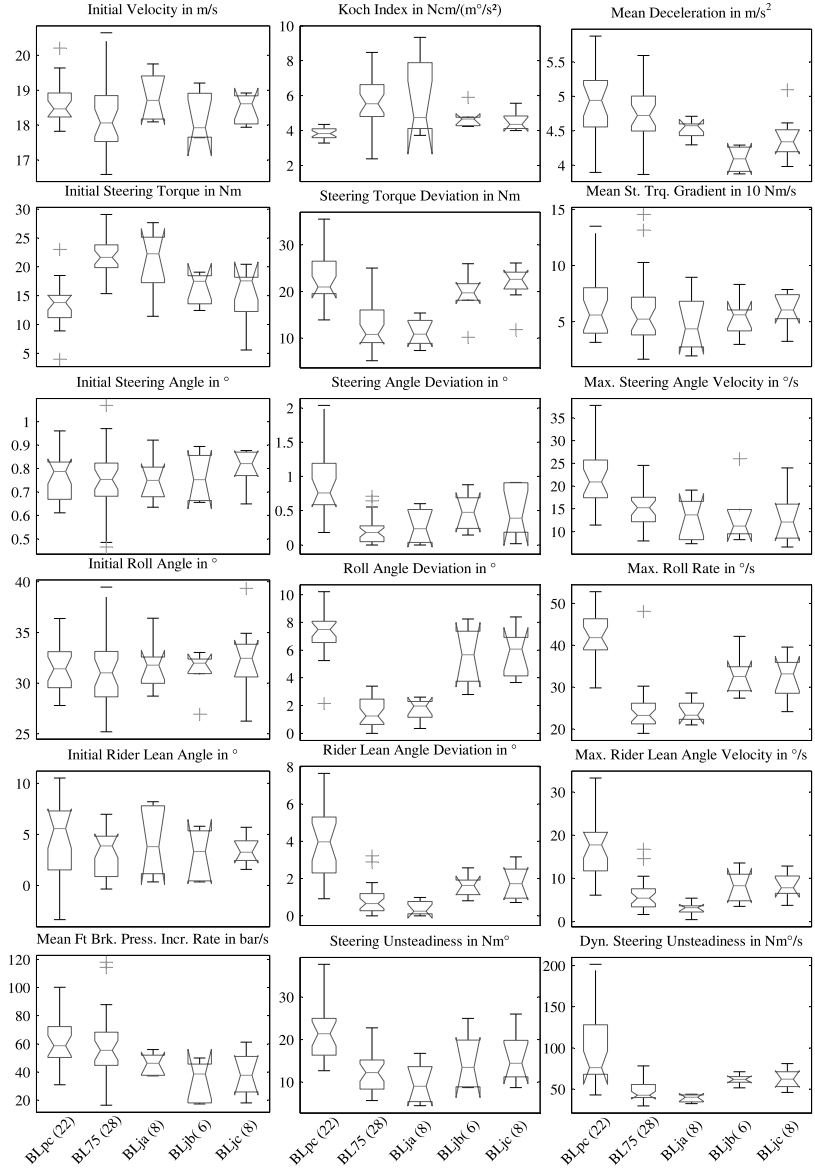 Initial Velocity in m/s
20
19
18
17
Koch Index in Ncm/(m°/s²)
10
8
6
4
2
Mean Deceleration in m/s²
5.5
5
4.5
4
Initial Steering Torque in Nm
30
25
20
15
10
5
Steering Torque Deviation in Nm
30
20
10
Mean St. Trq. Gradient in 10 Nm/s
15
10
5
Initial Steering Angle in °
1
0.9
0.8
0.7
0.6
0.5
Steering Angle Deviation in °
2
1.5
1
0.5
0
Max. Steering Angle Velocity in °/s
35
30
25
20
15
10
Initial Roll Angle in °
40
35
30
25
Roll Angle Deviation in °
10
8
6
4
2
0
Max. Roll Rate in °/s
50
40
30
20
Initial Rider Lean Angle in °
10
5
0
Rider Lean Angle Deviation in °
8
6
4
2
0
Max. Rider Lean Angle Velocity in °/s
30
20
10
0
Mean Ft Brk. Press. Incr. Rate in bar/s
120
100
80
60
40
20
Steering Unsteadiness in Nm°
30
20
10
Dyn. Steering Unsteadiness in Nm°/s
200
150
100
50
BLpc (22)
BL75 (28)
BLja (8)
BLjb( 6)
BLjc (8)
BLpc (22)
BL75 (28)
BLja (8)
BLjb( 6)
BLjc (8)
BLpc (22)
BL75 (28)
BLja (8)
BLjb( 6)
BLjc (8)